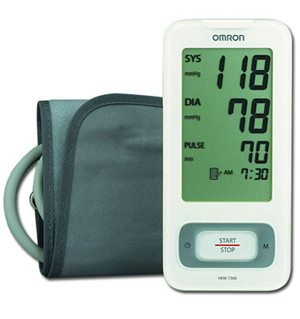 OMRON
SYS
mmHg
118
DIA
mmHg
78
PULSE
/min
70
AM 7:30
START
/STOP
M
HEM-7300